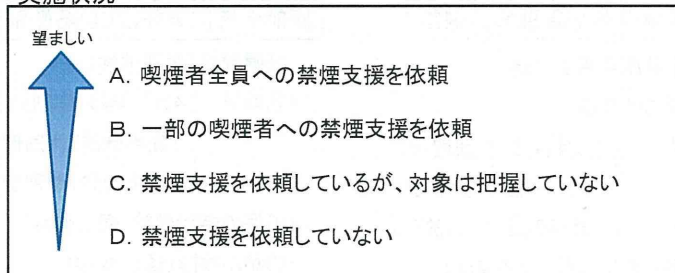 望ましい
A. 喫煙者全員への禁煙支援を依頼
B. 一部の喫煙者への禁煙支援を依頼
C. 禁煙支援を依頼しているが、対象は把握していない
D. 禁煙支援を依頼していない